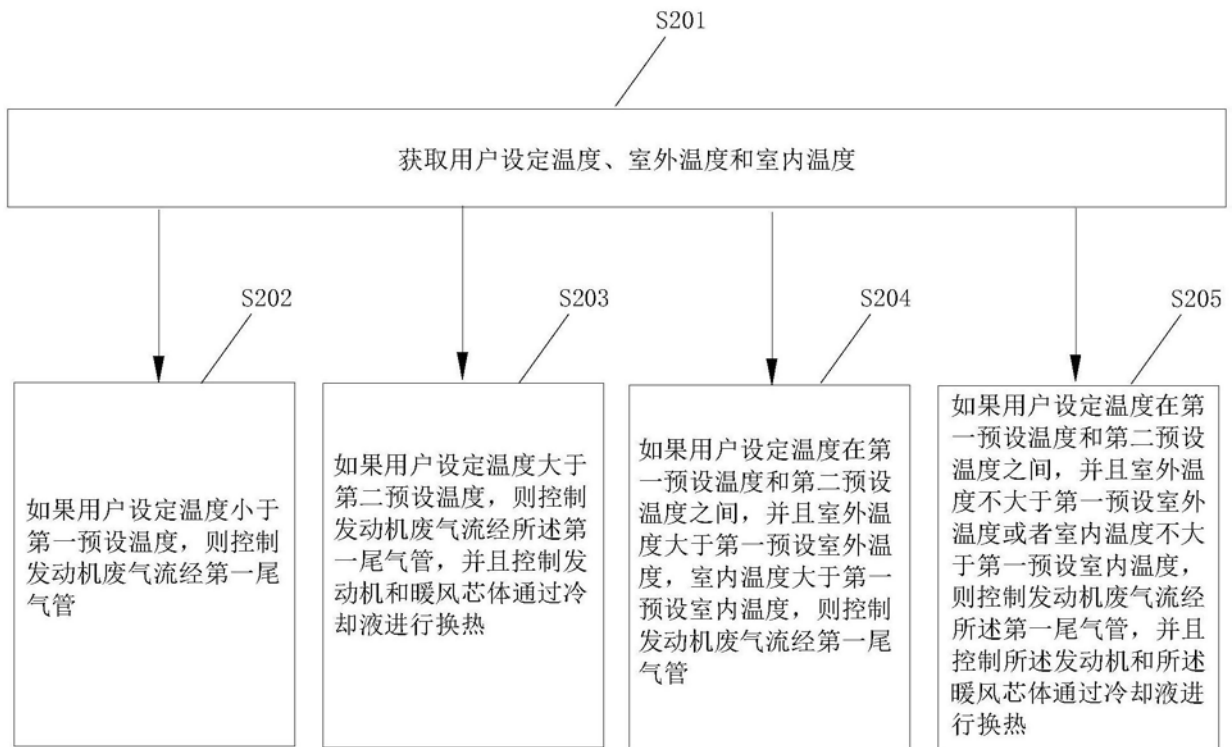 S201
获取用户设定温度、室外温度和室内温度
S202
S203
S204
S205
如果用户设定温度小于
第一预设温度，则控制
发动机废气流经第一尾
气管
如果用户设定温度大于
第二预设温度，则控制
发动机废气流经所述第
一尾气管，并且控制发
动机和暖风芯体通过冷
却液进行换热
如果用户设定温度在第
一预设温度和第二预设
温度之间，并且室外温
度大于第一预设室外温
度，室内温度大于第一
预设室内温度，则控制
发动机废气流经第一尾
气管
如果用户设定温度在第
一预设温度和第二预设
温度之间，并且室外温
度不大于第一预设室外
温度或者室内温度不大
于第一预设室内温度，
则控制发动机废气流经
所述第一尾气管，并且
控制所述发动机和所述
暖风芯体通过冷却液进
行换热